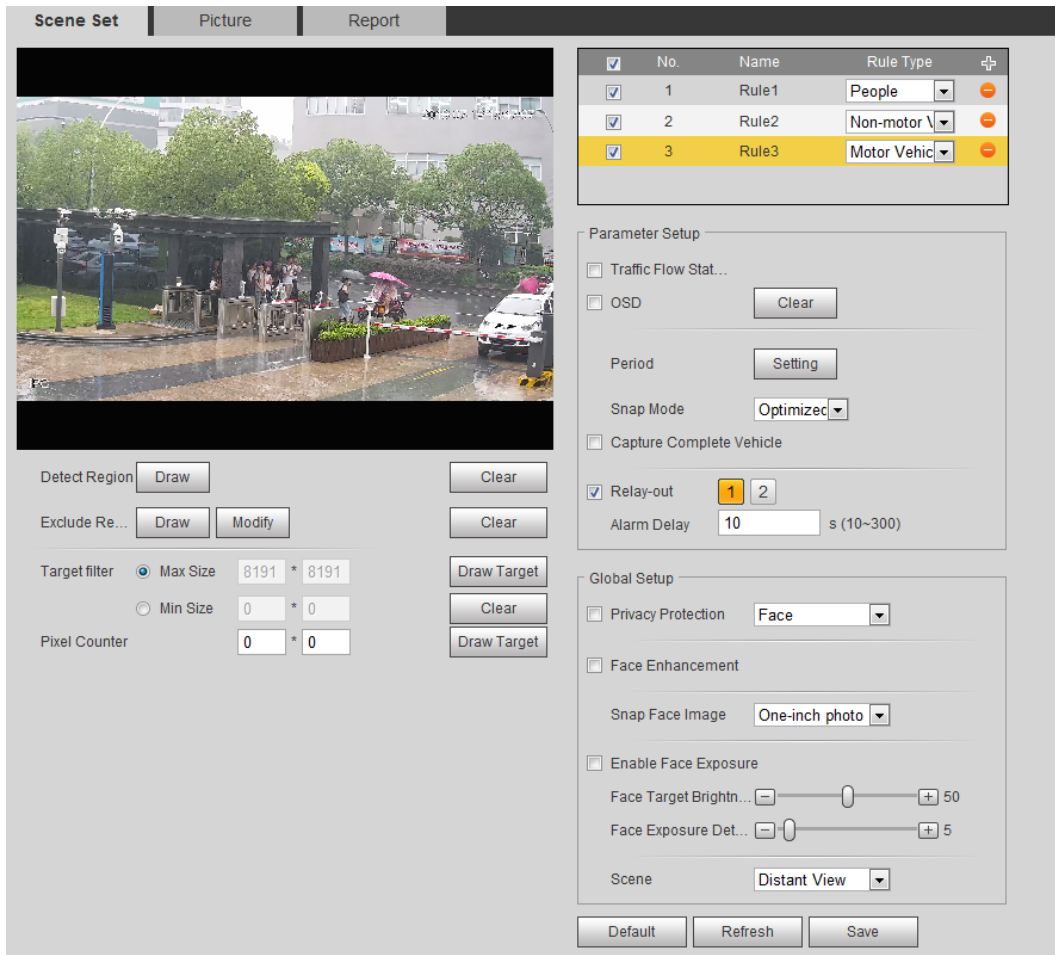 Scene Set Picture Report
No. Name Rule Type
1 Rule1 People
2 Rule2 Non-motor V
3 Rule3 Motor Vehic
IPC
Detect Region Draw Clear
Exclude Re... Draw Modify Clear
Target filter Max Size 8191 * 8191 Draw Target
Min Size 0 * 0 Clear
Pixel Counter 0 * 0 Draw Target
Parameter Setup
Traffic Flow Stat...
OSD Clear
Period Setting
Snap Mode Optimized
Capture Complete Vehicle
Relay-out 1 2
Alarm Delay 10 s (10~300)
Global Setup
Privacy Protection Face
Face Enhancement
Snap Face Image One-inch photo
Enable Face Exposure
Face Target Brightn... 50
Face Exposure Det... 5
Scene Distant View
Default Refresh Save